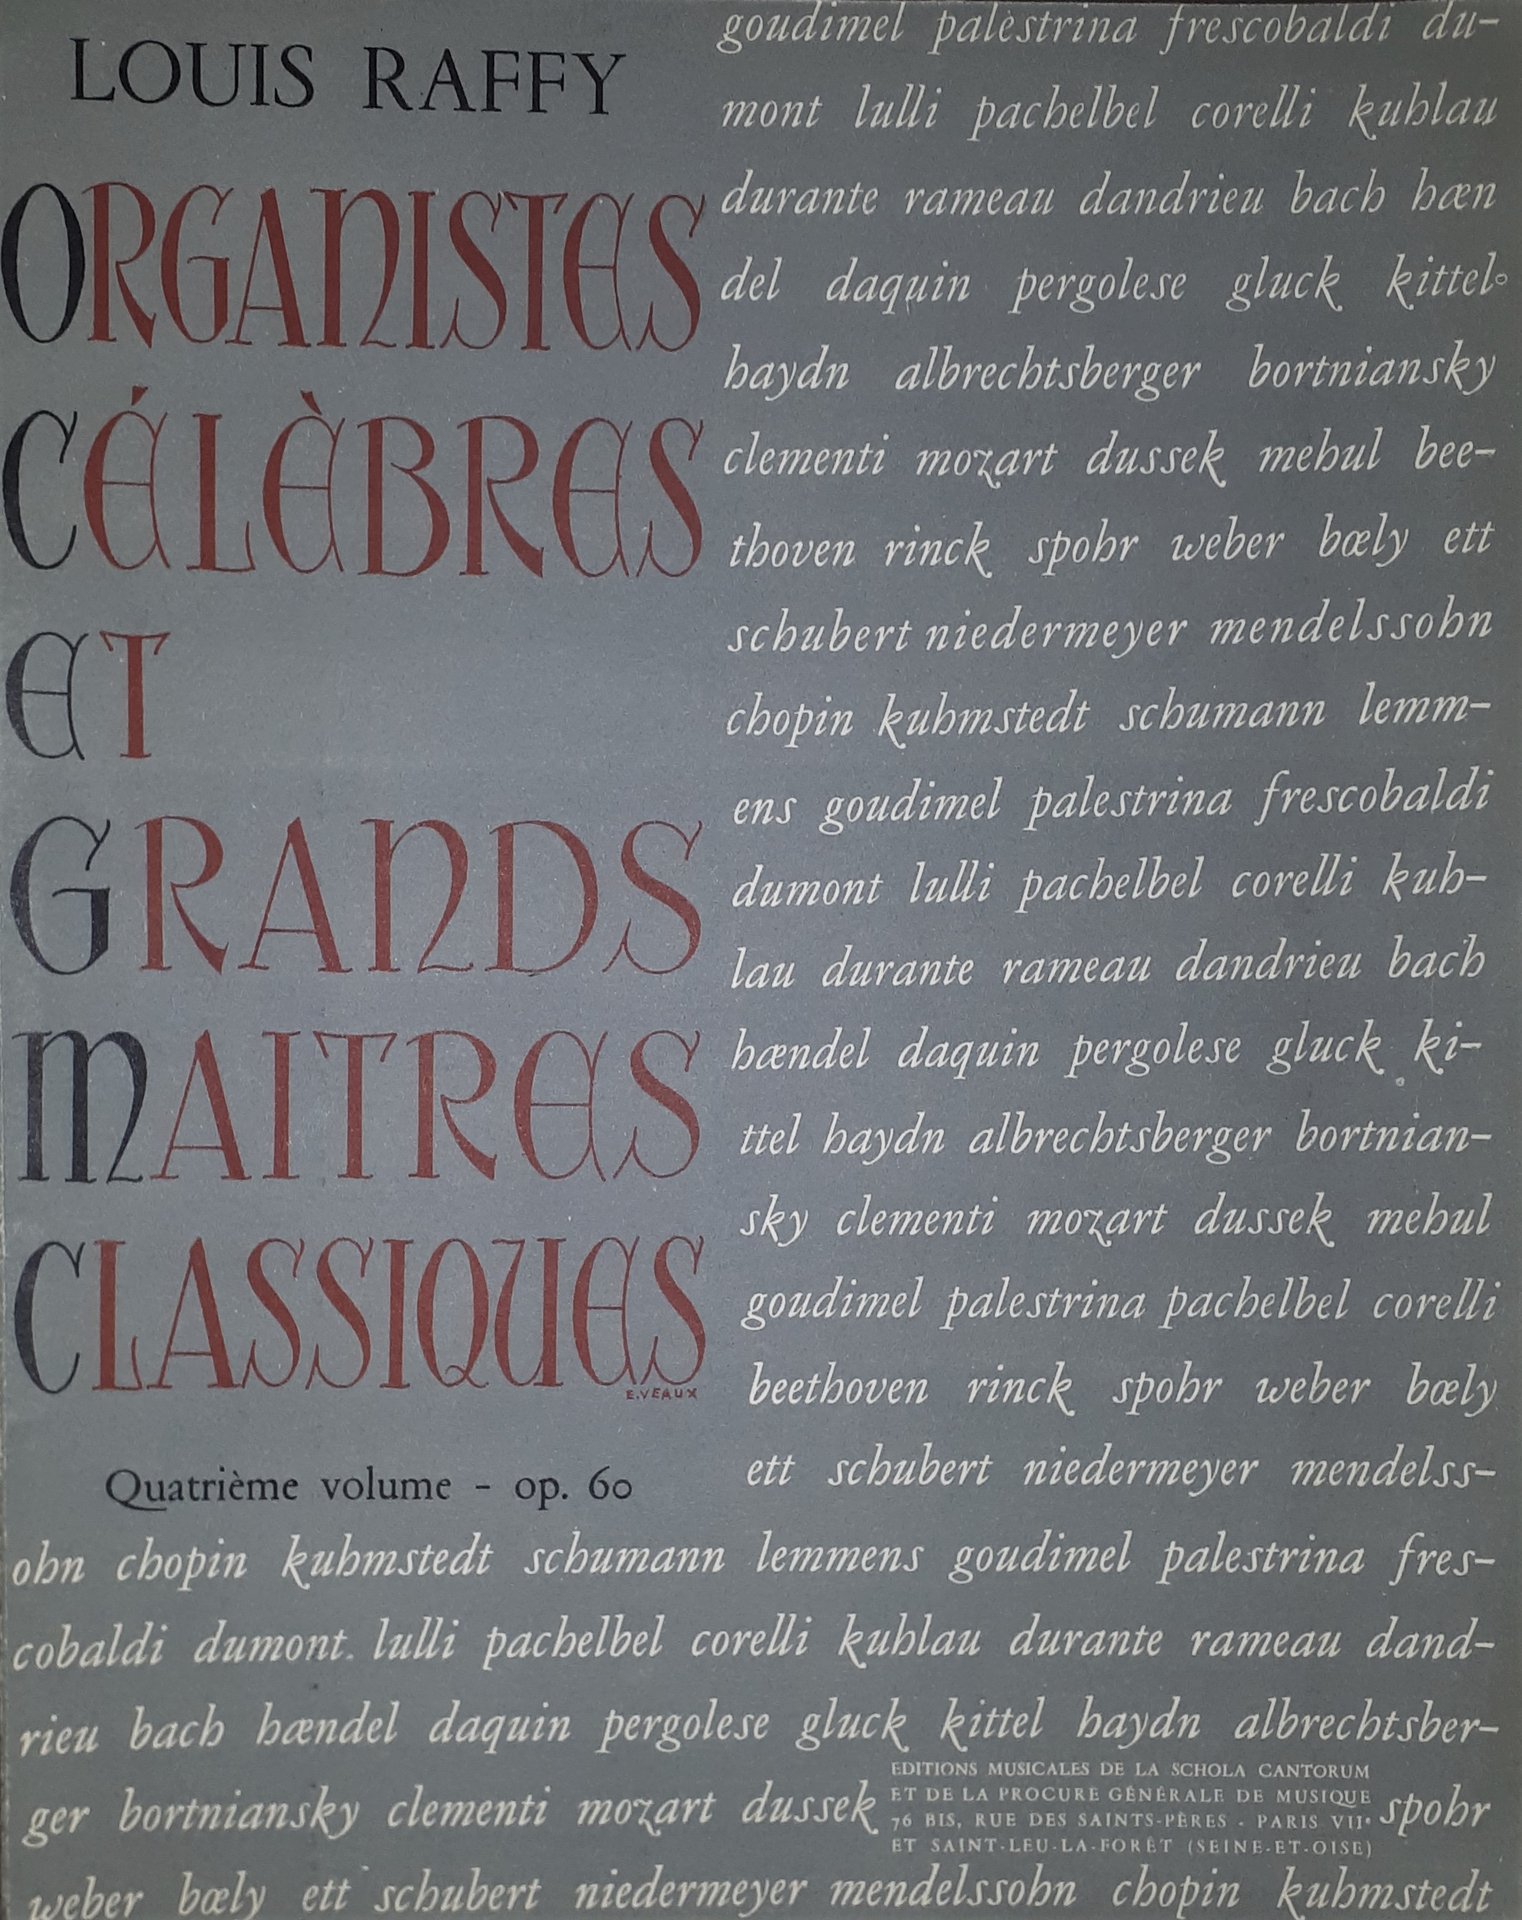 LOUIS RAFFY
ORGANISTES
CÉLÈBRES
ET
GRANDS
MAITRES
CLASSIQUES
E.VEAUX
Quatrième volume - op. 60
goudimel palestrina frescobaldi du-
mont lulli pachelbel corelli kuhlau
durante rameau dandrieu bach hæn
del daquin pergolese gluck kittel
haydn albrechtsberger bortniansky
clementi mozart dussek mehul bee-
thoven rinck spohr weber bœly ett
schubert niedermeyer mendelssohn
chopin kuhmstedt schumann lemm-
ens goudimel palestrina frescobaldi
dumont lulli pachelbel corelli kuh-
lau durante rameau dandrieu bach
hændel daquin pergolese gluck ki-
ttel haydn albrechtsberger bortnian-
sky clementi mozart dussek mehul
goudimel palestrina pachelbel corelli
beethoven rinck spohr weber bœly
ett schubert niedermeyer mendelss-
ohn chopin kuhmstedt schumann lemmens goudimel palestrina fres-
cobaldi dumont. lulli pachelbel corelli kuhlau durante rameau dand-
rieu bach hændel daquin pergolese gluck kittel haydn albrechtsber-
ger bortniansky clementi mozart dussek spohr
EDITIONS MUSICALES DE LA SCHOLA CANTORUM
ET DE LA PROCURE GÉNÉRALE DE MUSIQUE
76 BIS, RUE DES SAINTS-PÈRES - PARIS VIIe
ET SAINT-LEU-LA-FORÊT (SEINE-ET-OISE)
weber bœly ett schubert niedermeyer mendelssohn chopin kuhmstedt